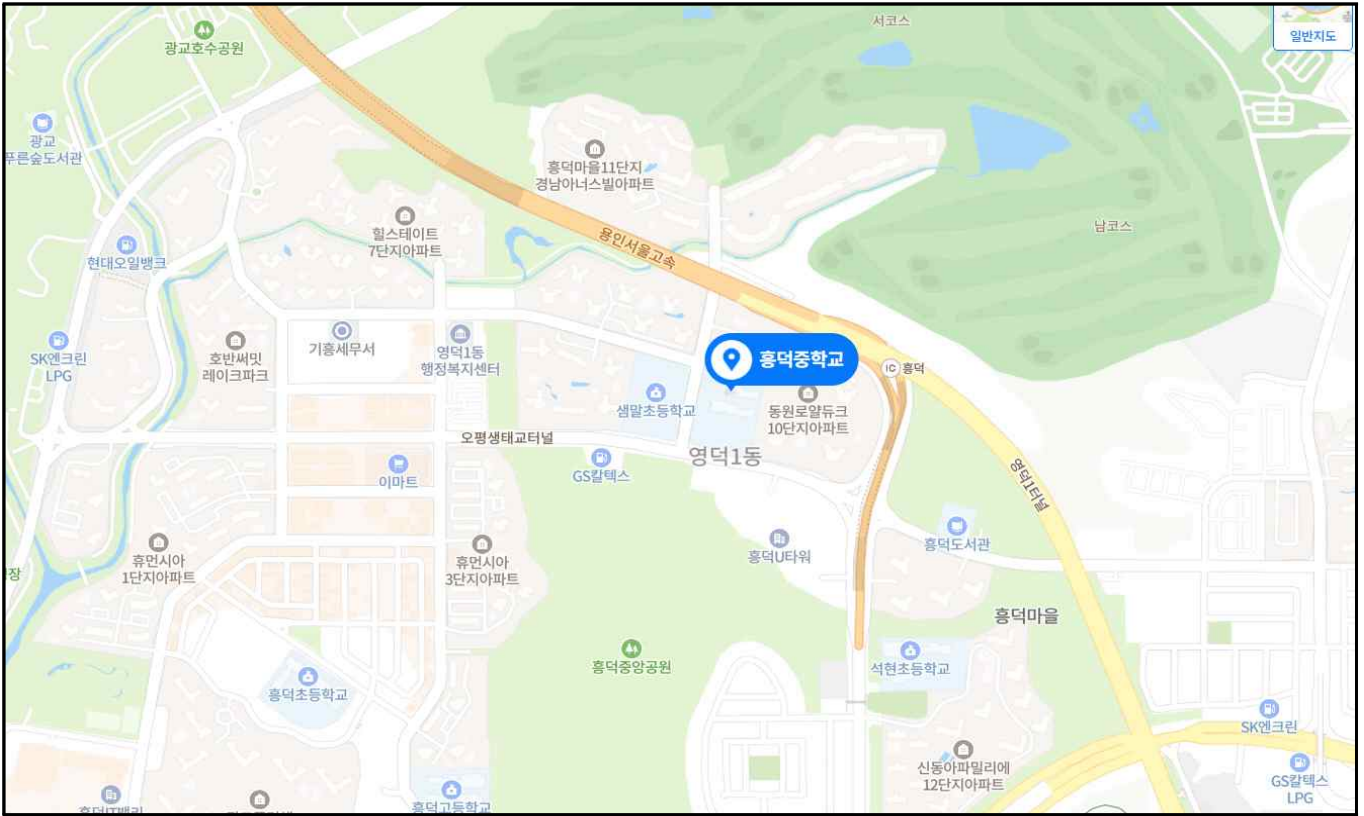 서코스
일반지도
광교호수공원
광교
푸른숲도서관
흥덕마을11단지
경남아너스빌아파트
힐스테이트
7단지아파트
용인서울고속
남코스
현대오일뱅크
기흥세무서
영덕1동
행정복지센터
SK엔크린
LPG
호반써밋
레이크파크
흥덕중학교
IC 흥덕
샘말초등학교
동원로얄듀크
10단지아파트
오평생태교터널
영덕1동
GS칼텍스
이마트
영덕1터널
흥덕U타워
흥덕도서관
휴먼시아
1단지아파트
휴먼시아
3단지아파트
장
흥덕마을
흥덕중앙공원
석현초등학교
흥덕초등학교
SK엔크린
신동아파밀리에
12단지아파트
GS칼텍스
LPG
흥덕고등학교